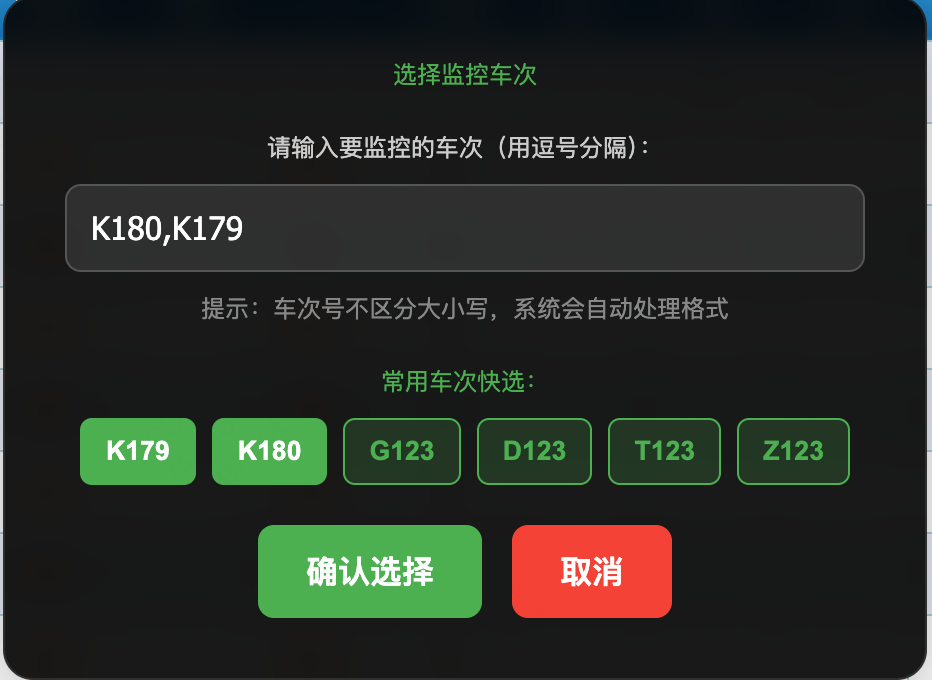 选择监控车次
请输入要监控的车次（用逗号分隔）：
K180,K179
提示：车次号不区分大小写，系统会自动处理格式
常用车次快选：
K179 K180 G123 D123 T123 Z123
确认选择 取消